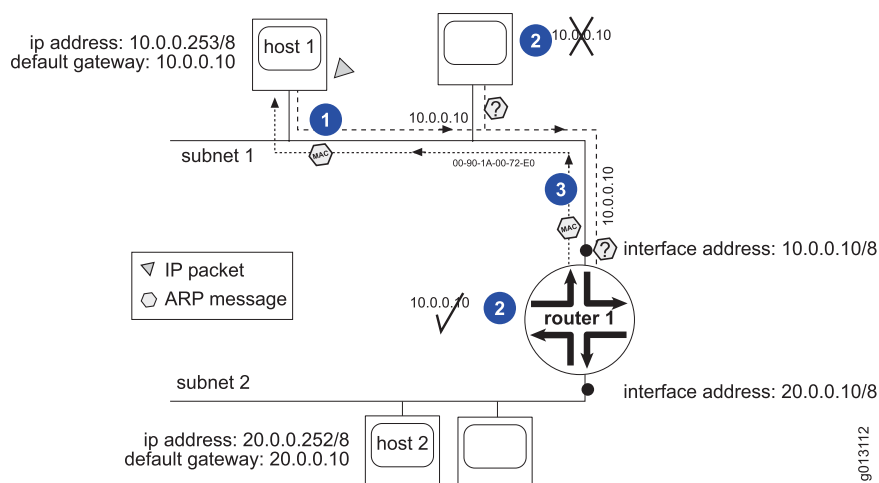 ip address: 10.0.0.253/8
default gateway: 10.0.0.10
host 1
2
10.0.0.10
1
10.0.0.10
?
subnet 1
MAC
00-90-1A-00-72-E0
3
10.0.0.10
MAC
?
interface address: 10.0.0.10/8
IP packet
ARP message
10.0.0.10
2
router 1
subnet 2
interface address: 20.0.0.10/8
ip address: 20.0.0.252/8
default gateway: 20.0.0.10
host 2
g013112